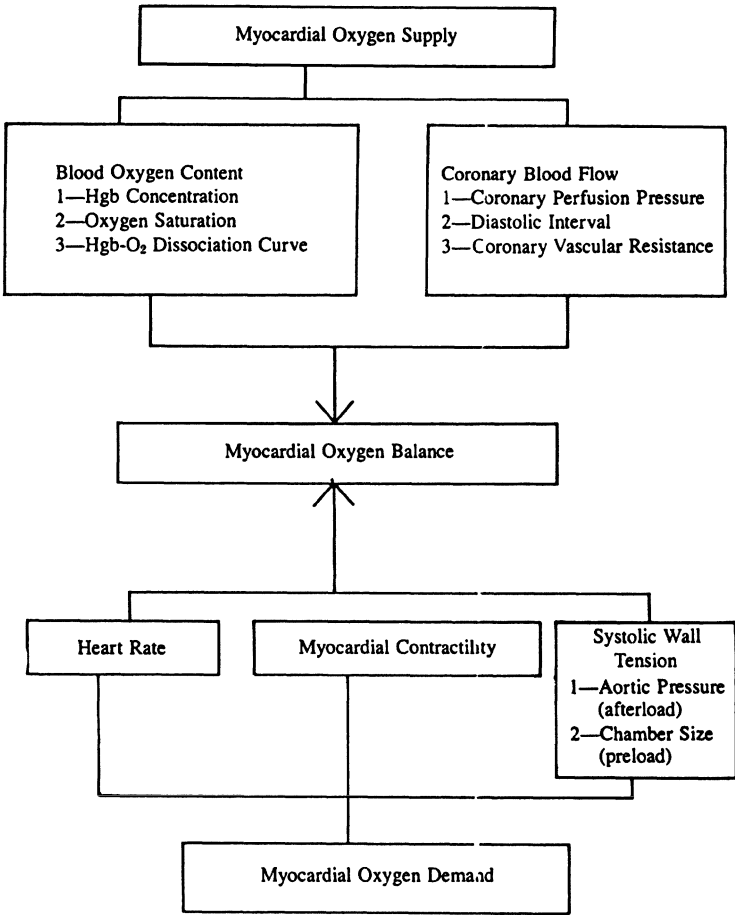 Myocardial Oxygen Supply
Blood Oxygen Content
1—Hgb Concentration
2—Oxygen Saturation
3—Hgb-O₂ Dissociation Curve
Coronary Blood Flow
1—Coronary Perfusion Pressure
2—Diastolic Interval
3—Coronary Vascular Resistance
Myocardial Oxygen Balance
Heart Rate
Myocardial Contractility
Systolic Wall
Tension
1—Aortic Pressure
(afterload)
2—Chamber Size
(preload)
Myocardial Oxygen Demand